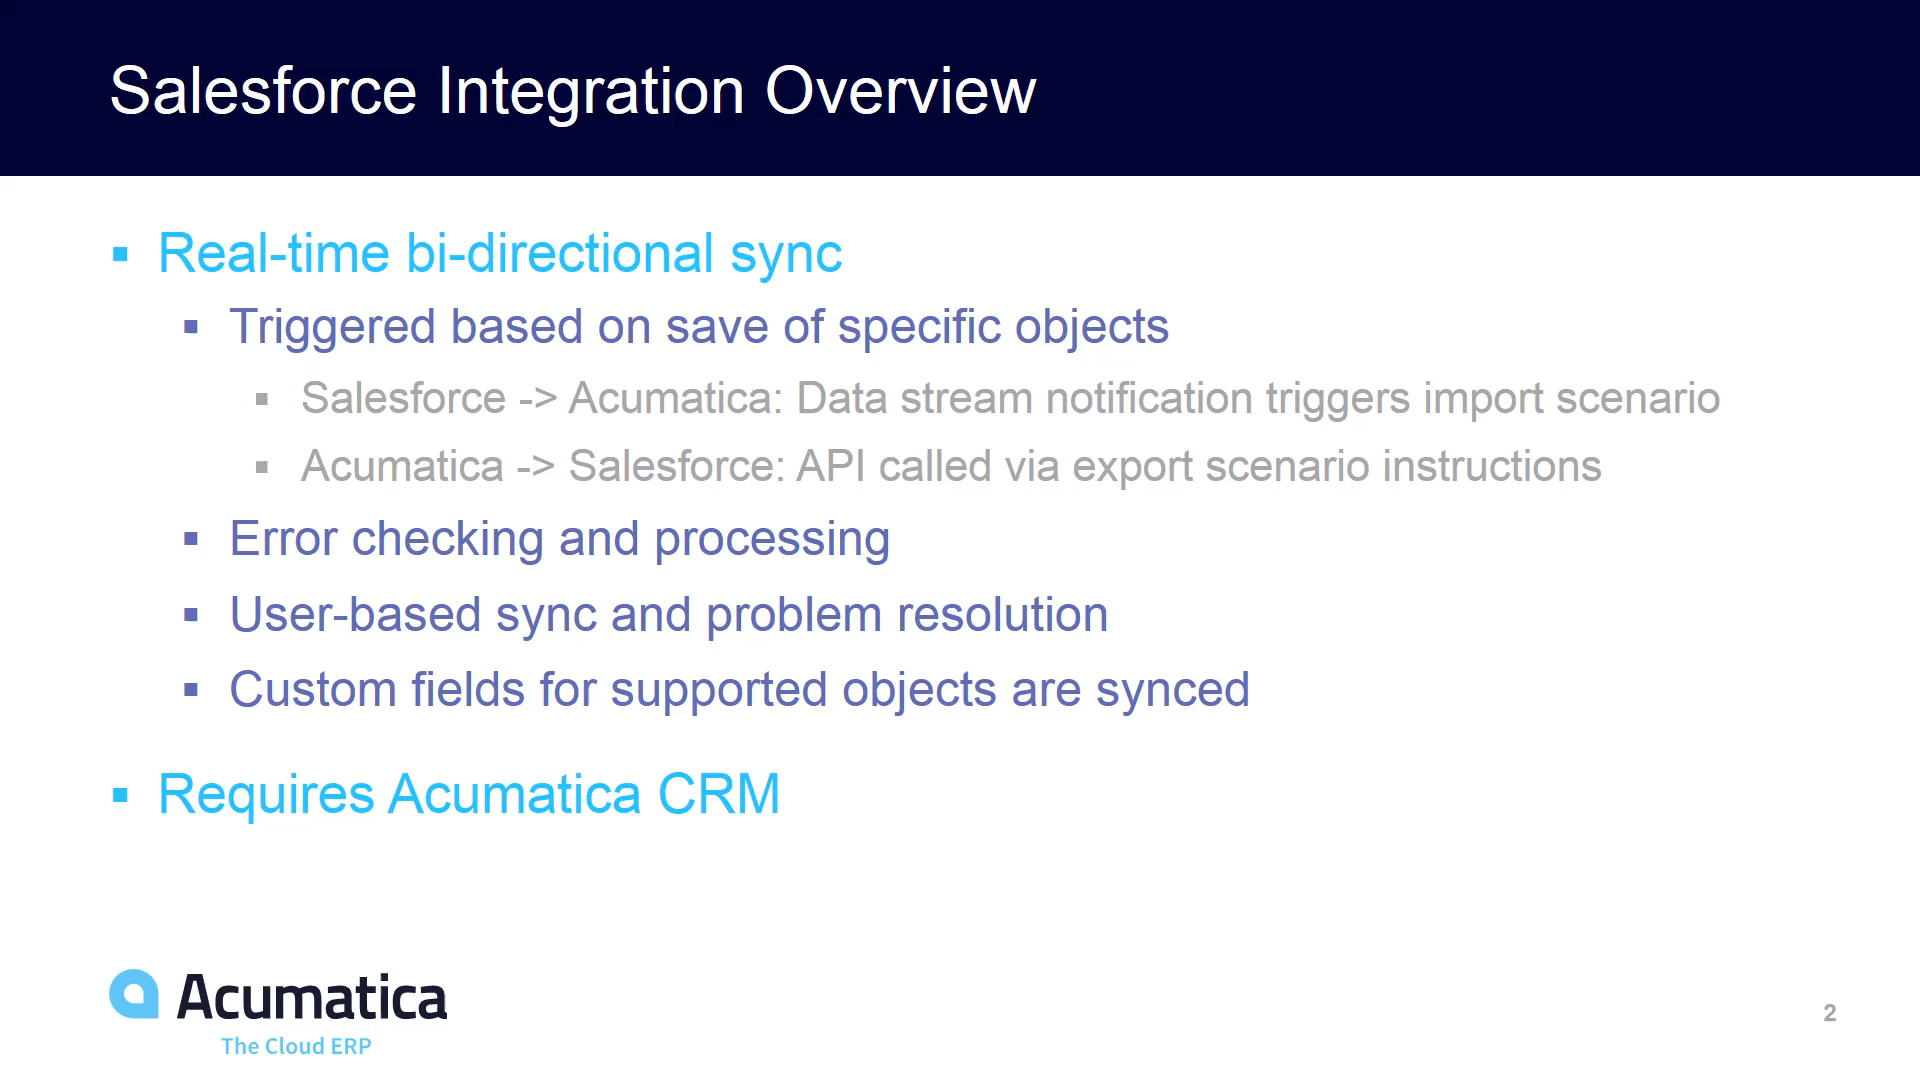 Salesforce Integration Overview
▪ Real-time bi-directional sync
▪ Triggered based on save of specific objects
▪ Salesforce -> Acumatica: Data stream notification triggers import scenario
▪ Acumatica -> Salesforce: API called via export scenario instructions
▪ Error checking and processing
▪ User-based sync and problem resolution
▪ Custom fields for supported objects are synced
▪ Requires Acumatica CRM
Acumatica
The Cloud ERP
2